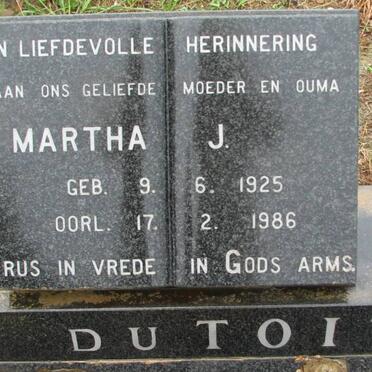 N LIEFDEVOLLE HERINNERING
AAN ONS GELIEFDE MOEDER EN OUMA
MARTHA J.
GEB. 9. 6. 1925
OORL. 17. 2. 1986
RUS IN VREDE IN GODS ARMS.
DU TOI